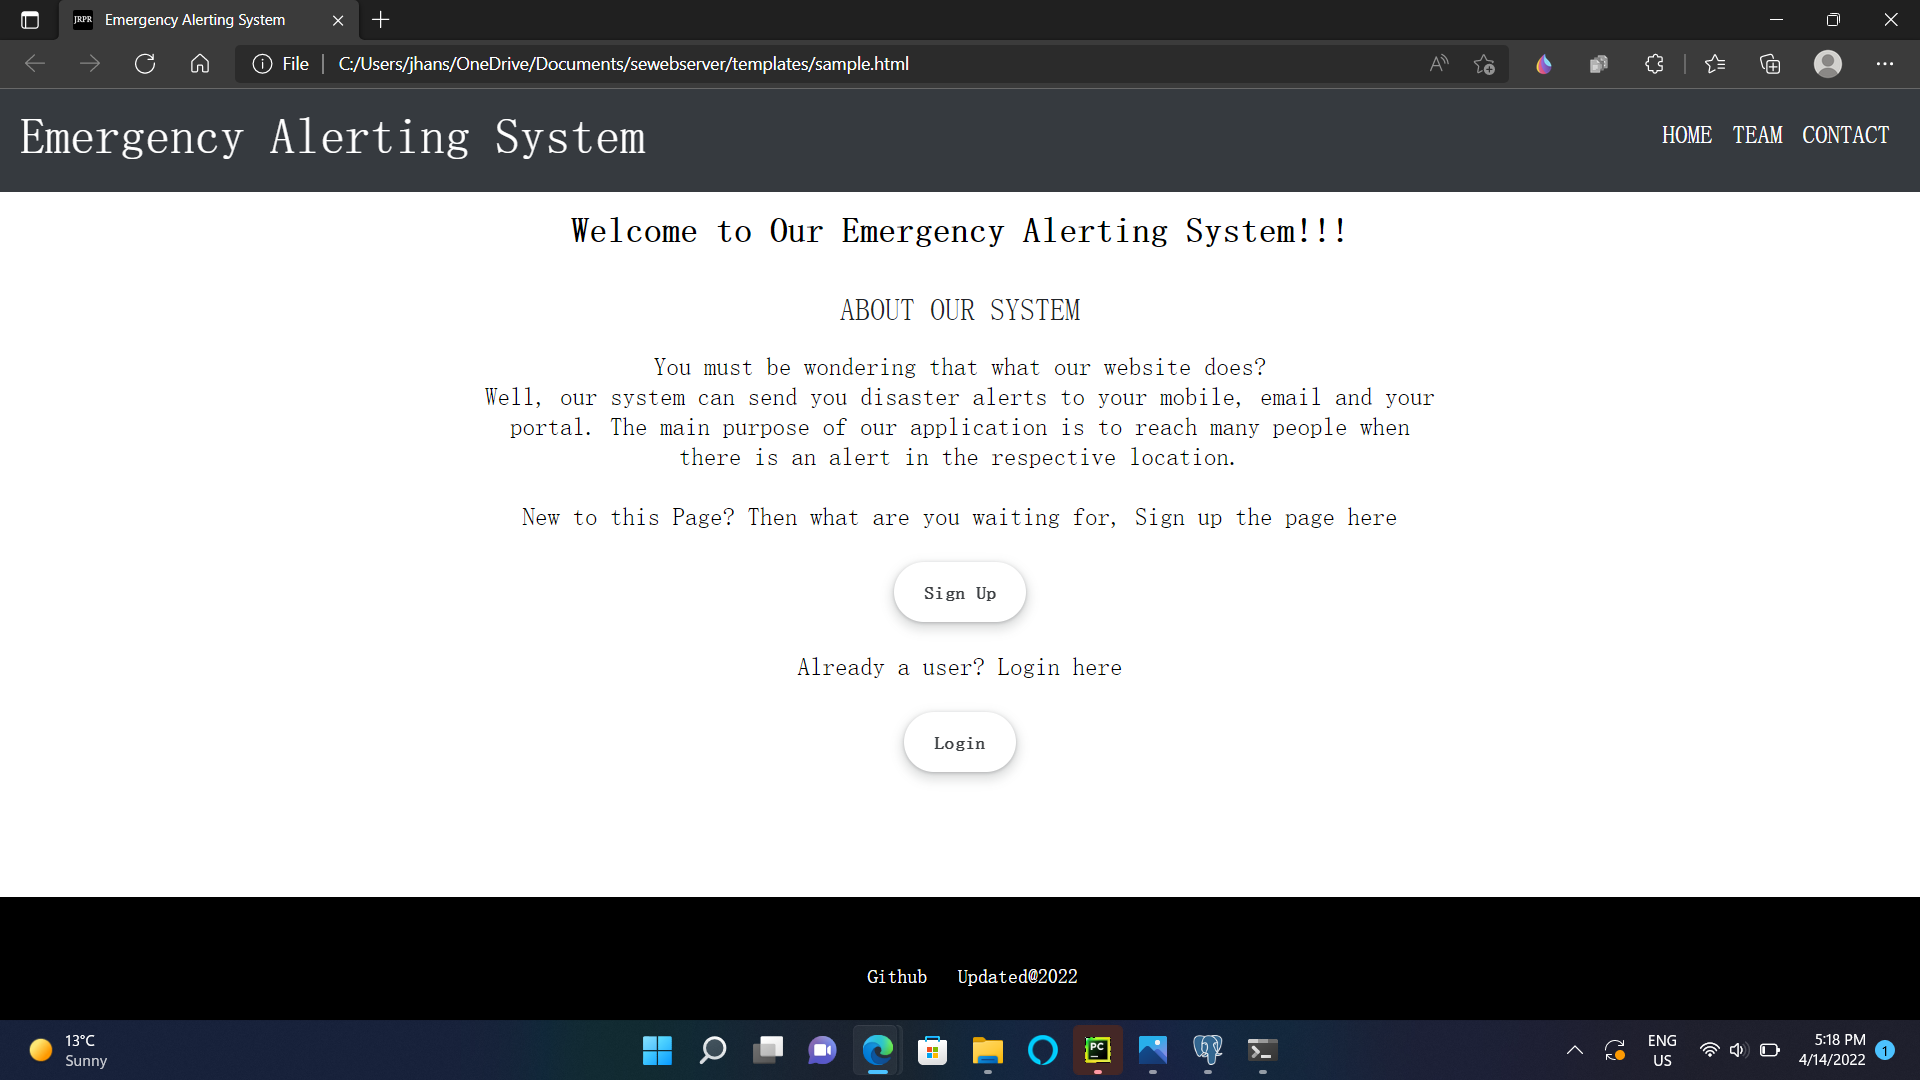 JRPR Emergency Alerting System
File C:/Users/jhans/OneDrive/Documents/sewebserver/templates/sample.html
Emergency Alerting System
HOME TEAM CONTACT
Welcome to Our Emergency Alerting System!!!
ABOUT OUR SYSTEM
You must be wondering that what our website does?
Well, our system can send you disaster alerts to your mobile, email and your
portal. The main purpose of our application is to reach many people when
there is an alert in the respective location.
New to this Page? Then what are you waiting for, Sign up the page here
Sign Up
Already a user? Login here
Login
Github Updated@2022
13°C
Sunny
PC
ENG
US
5:18 PM
4/14/2022
1